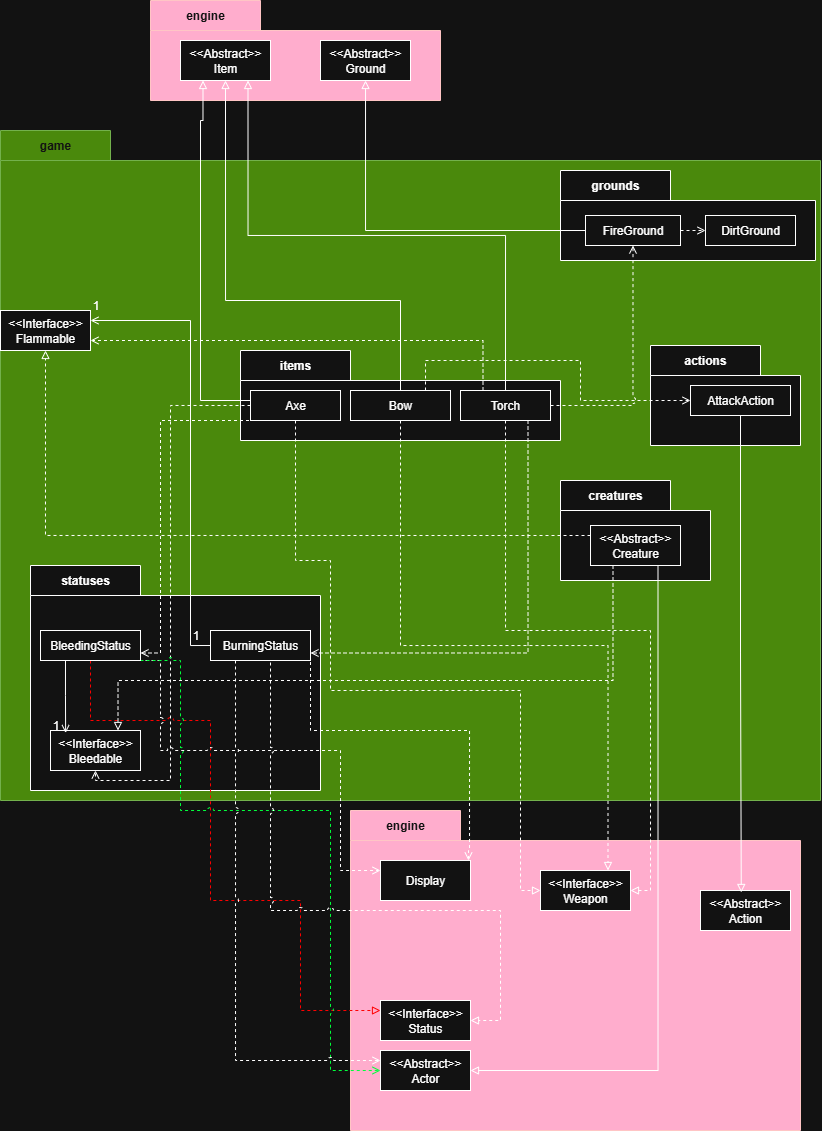 engine
<<Abstract>>
Item
<<Abstract>>
Ground
game
grounds
FireGround
DirtGround
1
<<Interface>>
Flammable
items
Axe
Bow
Torch
actions
AttackAction
creatures
<<Abstract>>
Creature
statuses
BleedingStatus
1
BurningStatus
1
<<Interface>>
Bleedable
engine
Display
<<Interface>>
Weapon
<<Abstract>>
Action
<<Interface>>
Status
<<Abstract>>
Actor